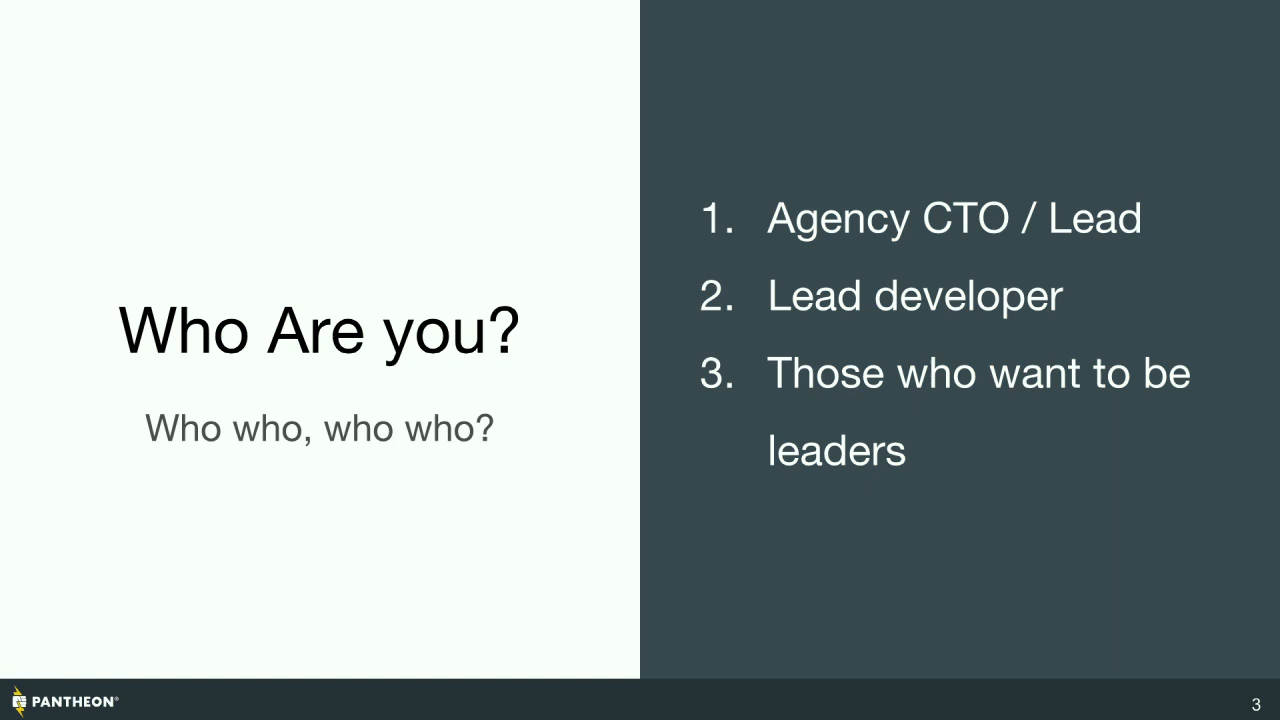 Who Are you?
Who who, who who?
1. Agency CTO / Lead
2. Lead developer
3. Those who want to be
leaders
PANTHEON®
3